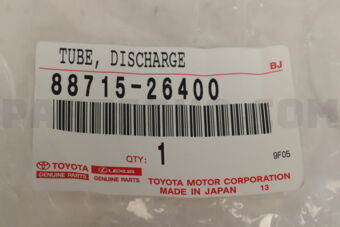 TUBE, DISCHARGE
BJ
88715-26400
QTY: 1
9F05
TOYOTA
GENUINE PARTS
LEXUS
GENUINE PARTS
TOYOTA MOTOR CORPORATION
MADE IN JAPAN 13